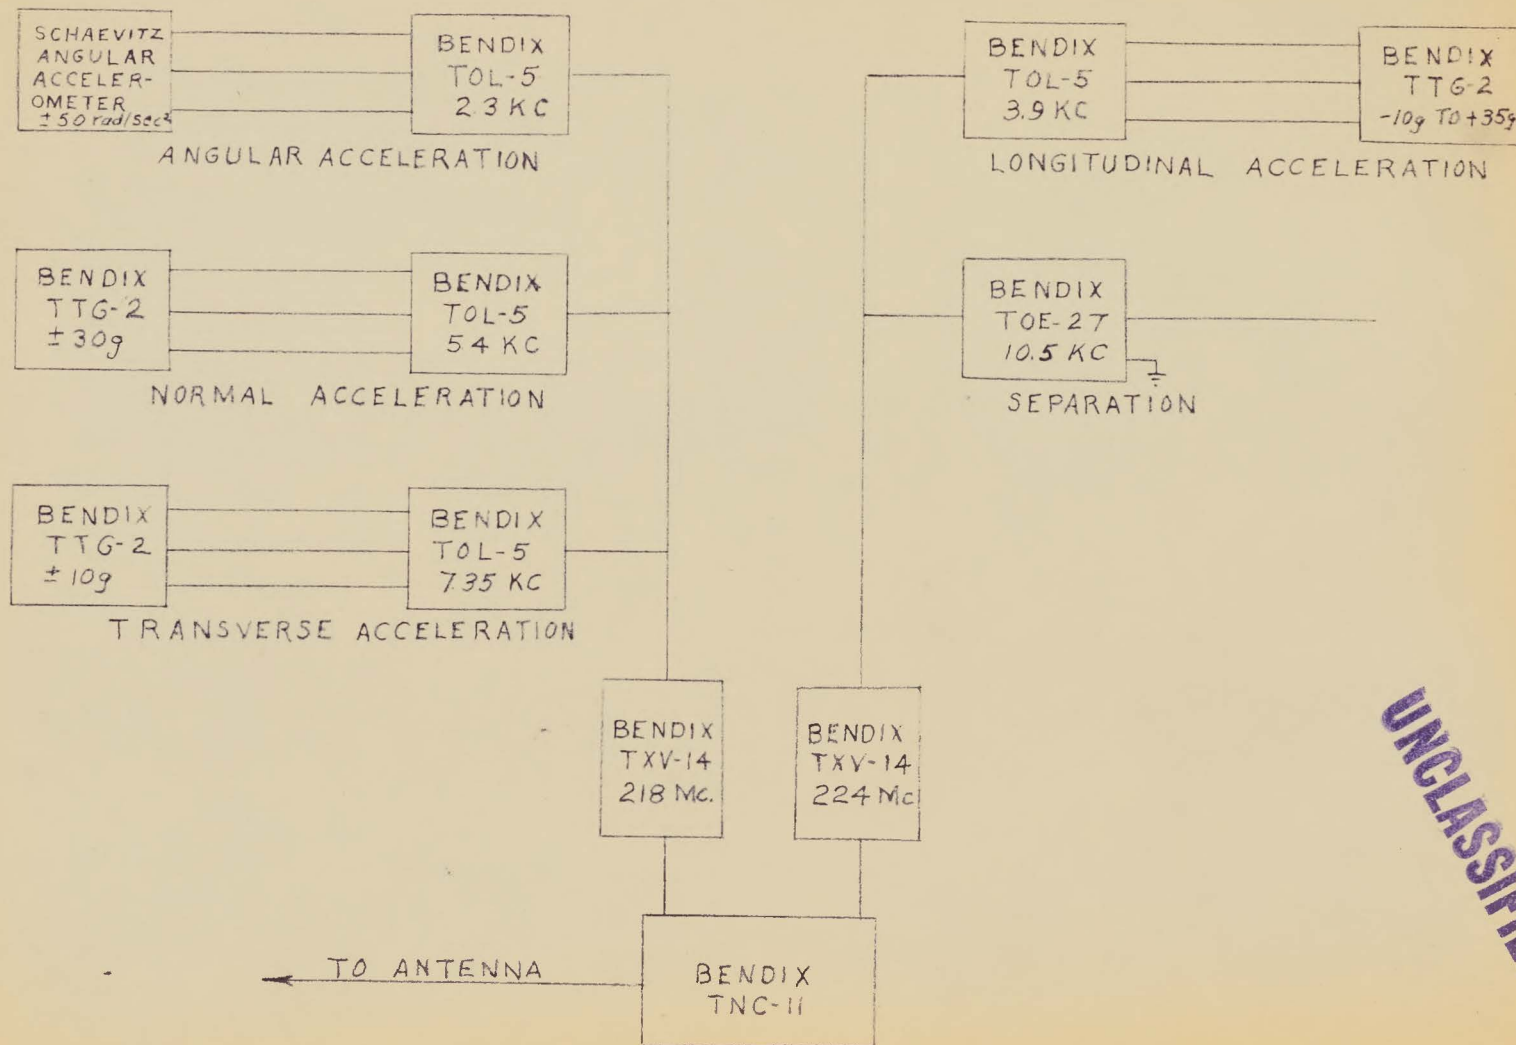 SCHAEVITZ
ANGULAR
ACCELER-
OMETER
±50 rad/sec²
BENDIX
TOL-5
2.3 KC
ANGULAR ACCELERATION
BENDIX
TTG-2
±30g
BENDIX
TOL-5
5.4 KC
NORMAL ACCELERATION
BENDIX
TTG-2
±10g
BENDIX
TOL-5
7.35 KC
TRANSVERSE ACCELERATION
BENDIX
TOL-5
3.9 KC
BENDIX
TTG-2
-10g TO +35g
LONGITUDINAL ACCELERATION
BENDIX
TOE-27
10.5 KC
SEPARATION
BENDIX
TXV-14
218 Mc.
BENDIX
TXV-14
224 Mc
TO ANTENNA
BENDIX
TNC-11
UNCLASSIFIE